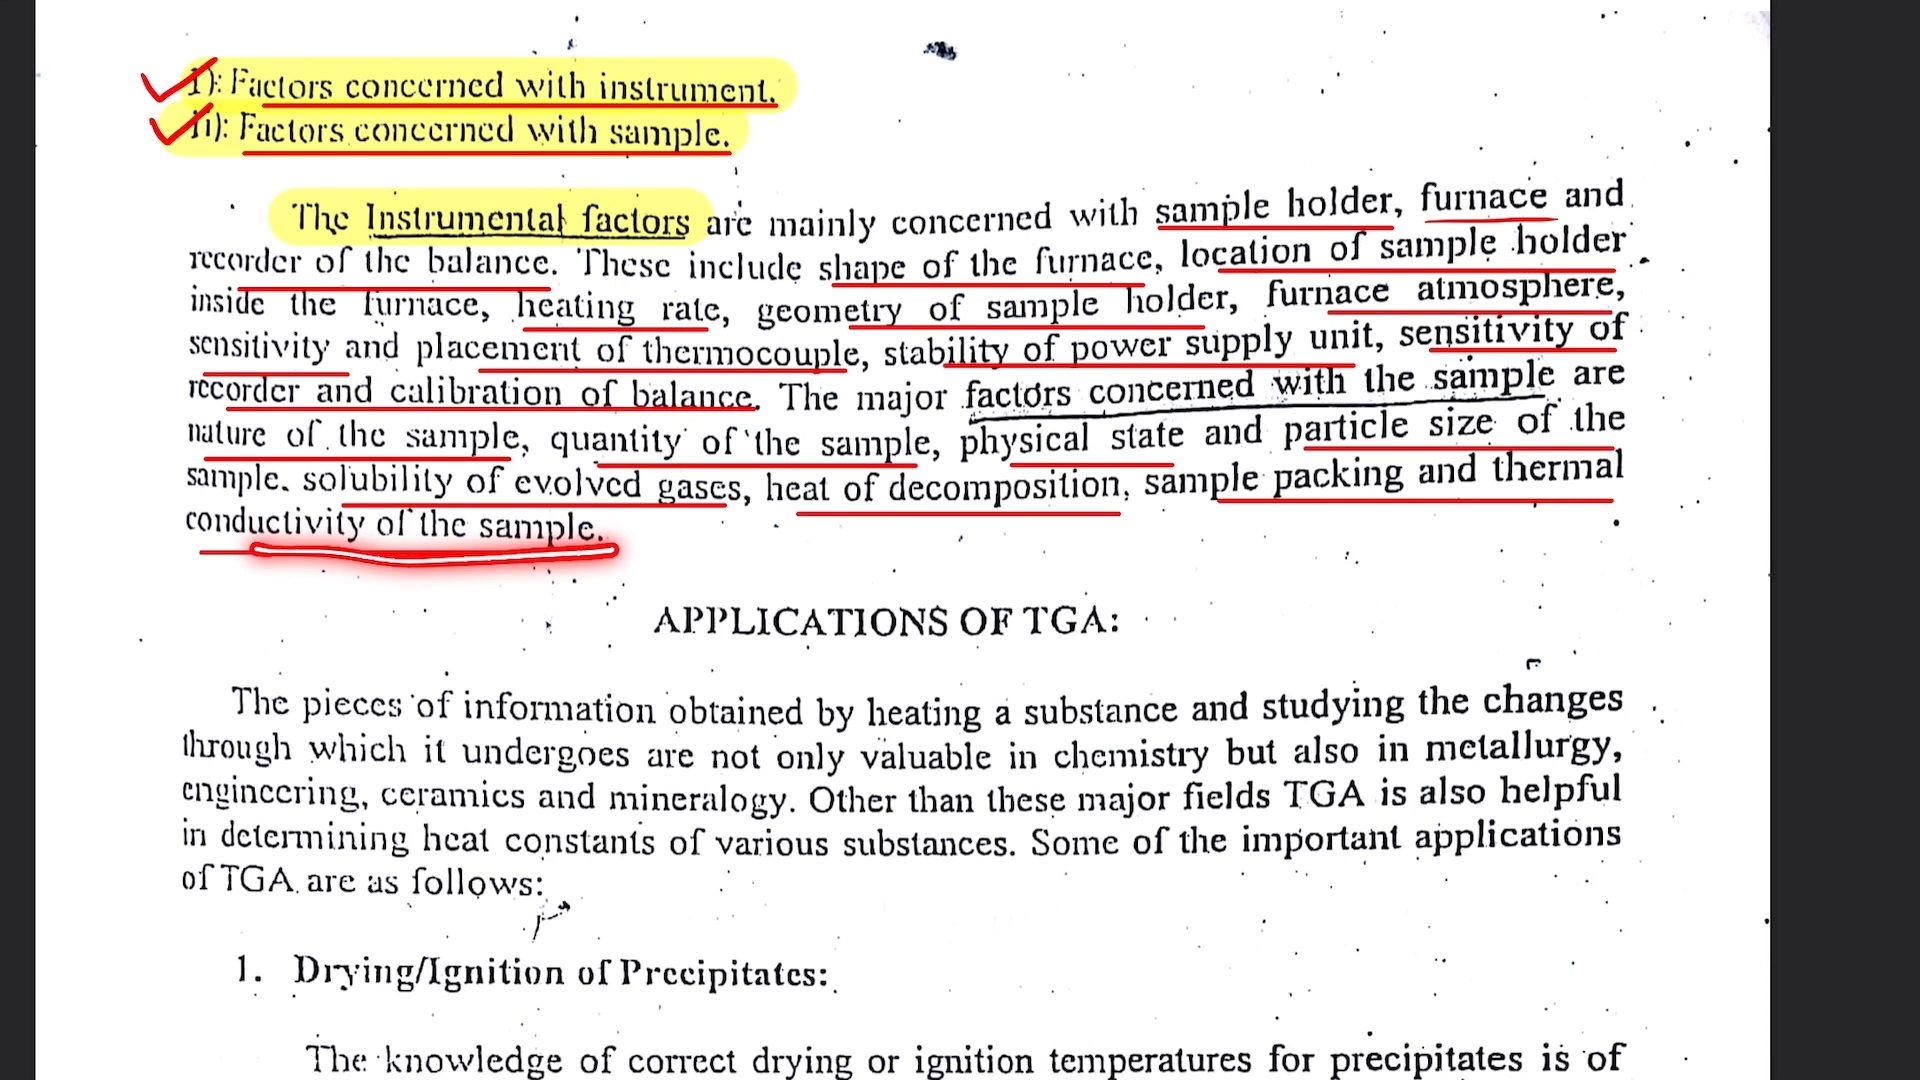 I): Factors concerned with instrument.
Ii): Factors concerned with sample.
The Instrumental factors are mainly concerned with sample holder, furnace and
recorder of the balance. These include shape of the furnace, location of sample holder
inside the furnace, heating rate, geometry of sample holder, furnace atmosphere,
sensitivity and placement of thermocouple, stability of power supply unit, sensitivity of
recorder and calibration of balance. The major factors concerned with the sample are
nature of the sample, quantity of the sample, physical state and particle size of the
sample. solubility of evolved gases, heat of decomposition, sample packing and thermal
conductivity of the sample.
APPLICATIONS OF TGA:
The pieces of information obtained by heating a substance and studying the changes
through which it undergoes are not only valuable in chemistry but also in metallurgy,
engineering, ceramics and mineralogy. Other than these major fields TGA is also helpful
in determining heat constants of various substances. Some of the important applications
of TGA are as follows:
1. Drying/Ignition of Precipitates:
The knowledge of correct drying or ignition temperatures for precipitates is of